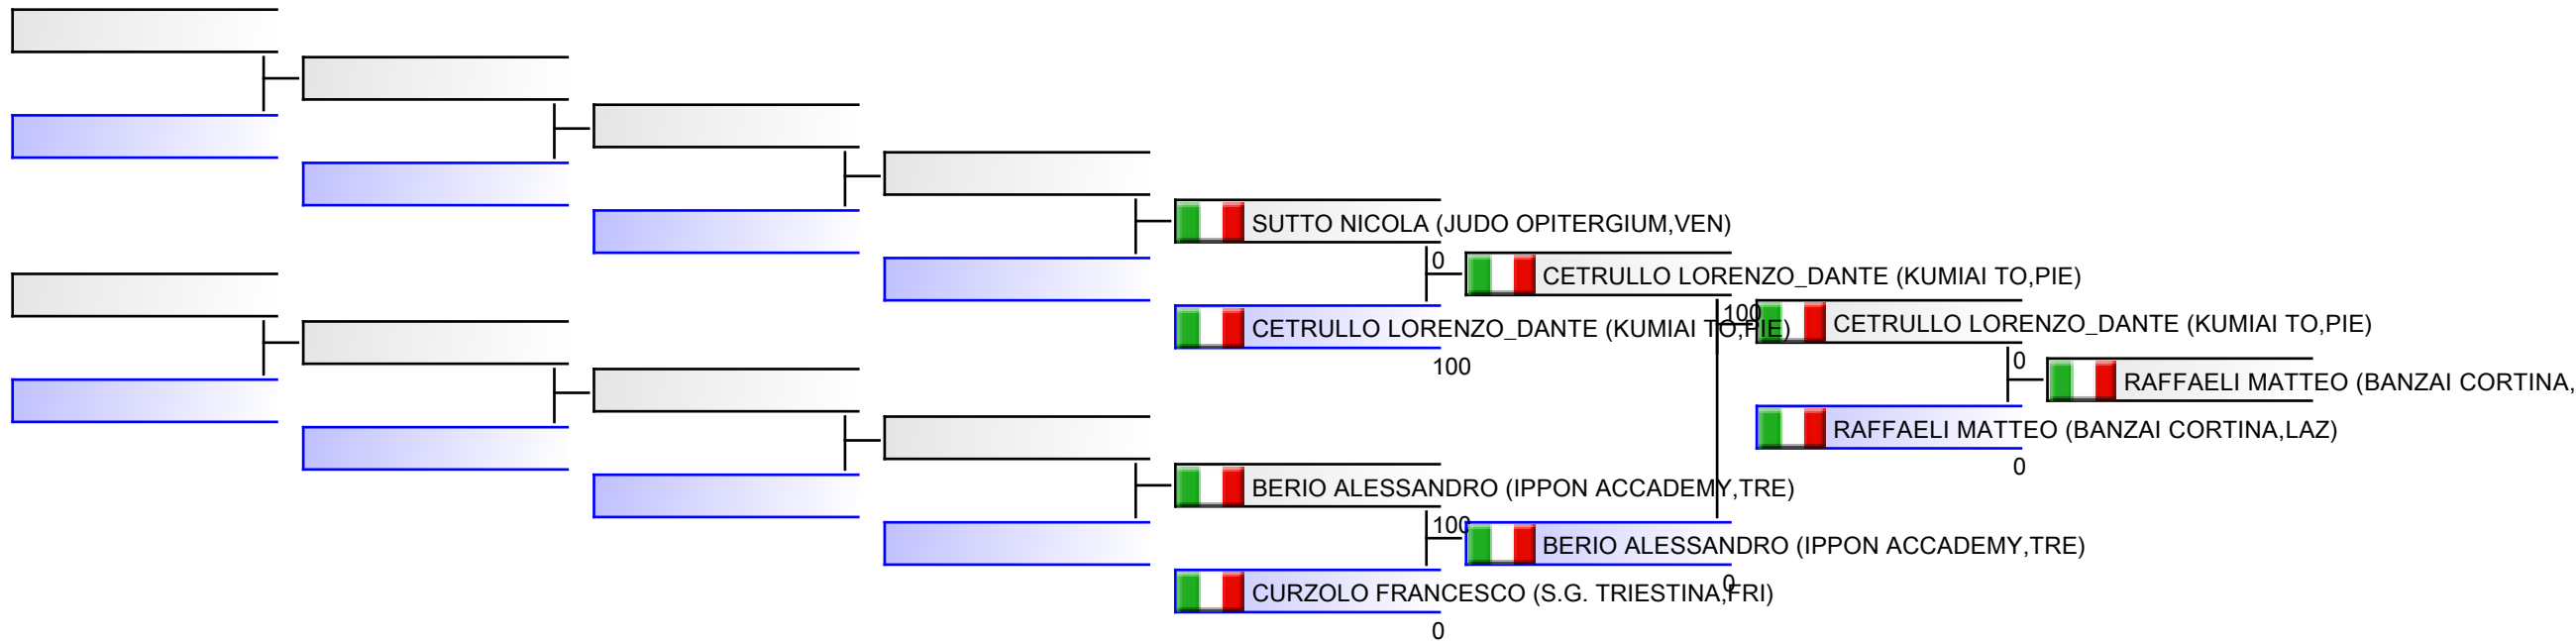 SUTTO NICOLA (JUDO OPITERGIUM,VEN)
0
CETRULLO LORENZO_DANTE (KUMIAI TO,PIE)
100
CETRULLO LORENZO_DANTE (KUMIAI TO,PIE)
100
CETRULLO LORENZO_DANTE (KUMIAI TO,PIE)
0
RAFFAELI MATTEO (BANZAI CORTINA,
RAFFAELI MATTEO (BANZAI CORTINA,LAZ)
0
BERIO ALESSANDRO (IPPON ACCADEMY,TRE)
100
BERIO ALESSANDRO (IPPON ACCADEMY,TRE)
0
CURZOLO FRANCESCO (S.G. TRIESTINA,FRI)
0